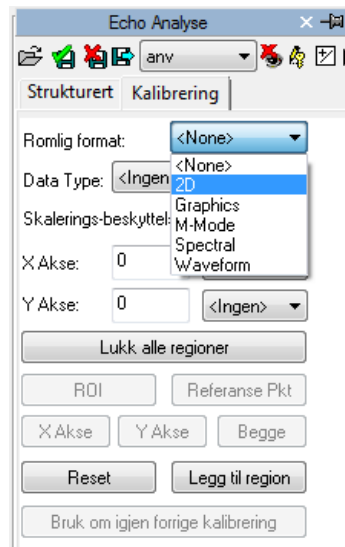 Echo Analyse
anv
Strukturert Kalibrering
Romlig format: <None>
<None>
Data Type: <Ingen
2D
Graphics
Skalerings-beskyttels
M-Mode
Spectral
Waveform
X Akse: 0
Y Akse: 0 <Ingen>
Lukk alle regioner
ROI Referanse Pkt
X Akse Y Akse Begge
Reset Legg til region
Bruk om igjen forrige kalibrering